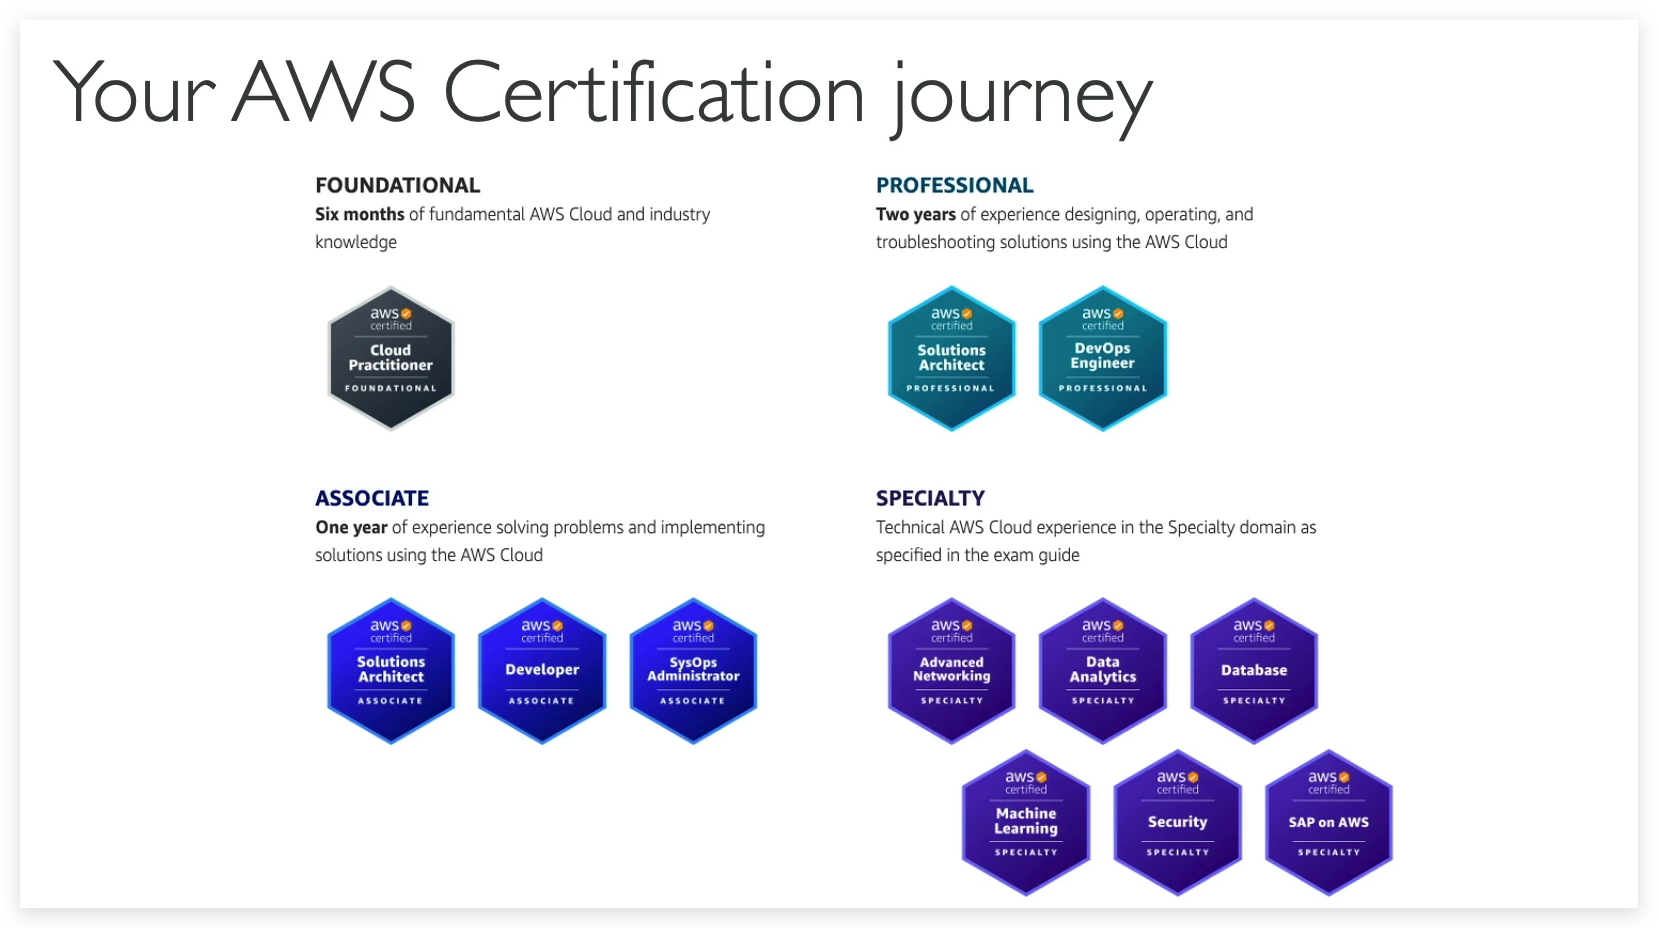 Your AWS Certification journey
FOUNDATIONAL
Six months of fundamental AWS Cloud and industry
knowledge
aws
certified
Cloud
Practitioner
FOUNDATIONAL
PROFESSIONAL
Two years of experience designing, operating, and
troubleshooting solutions using the AWS Cloud
aws
certified
Solutions
Architect
PROFESSIONAL
aws
certified
DevOps
Engineer
PROFESSIONAL
ASSOCIATE
One year of experience solving problems and implementing
solutions using the AWS Cloud
aws
certified
Solutions
Architect
ASSOCIATE
aws
certified
Developer
ASSOCIATE
aws
certified
SysOps
Administrator
ASSOCIATE
SPECIALTY
Technical AWS Cloud experience in the Specialty domain as
specified in the exam guide
aws
certified
Advanced
Networking
SPECIALTY
aws
certified
Data
Analytics
SPECIALTY
aws
certified
Database
SPECIALTY
aws
certified
Machine
Learning
SPECIALTY
aws
certified
Security
SPECIALTY
aws
certified
SAP on AWS
SPECIALTY